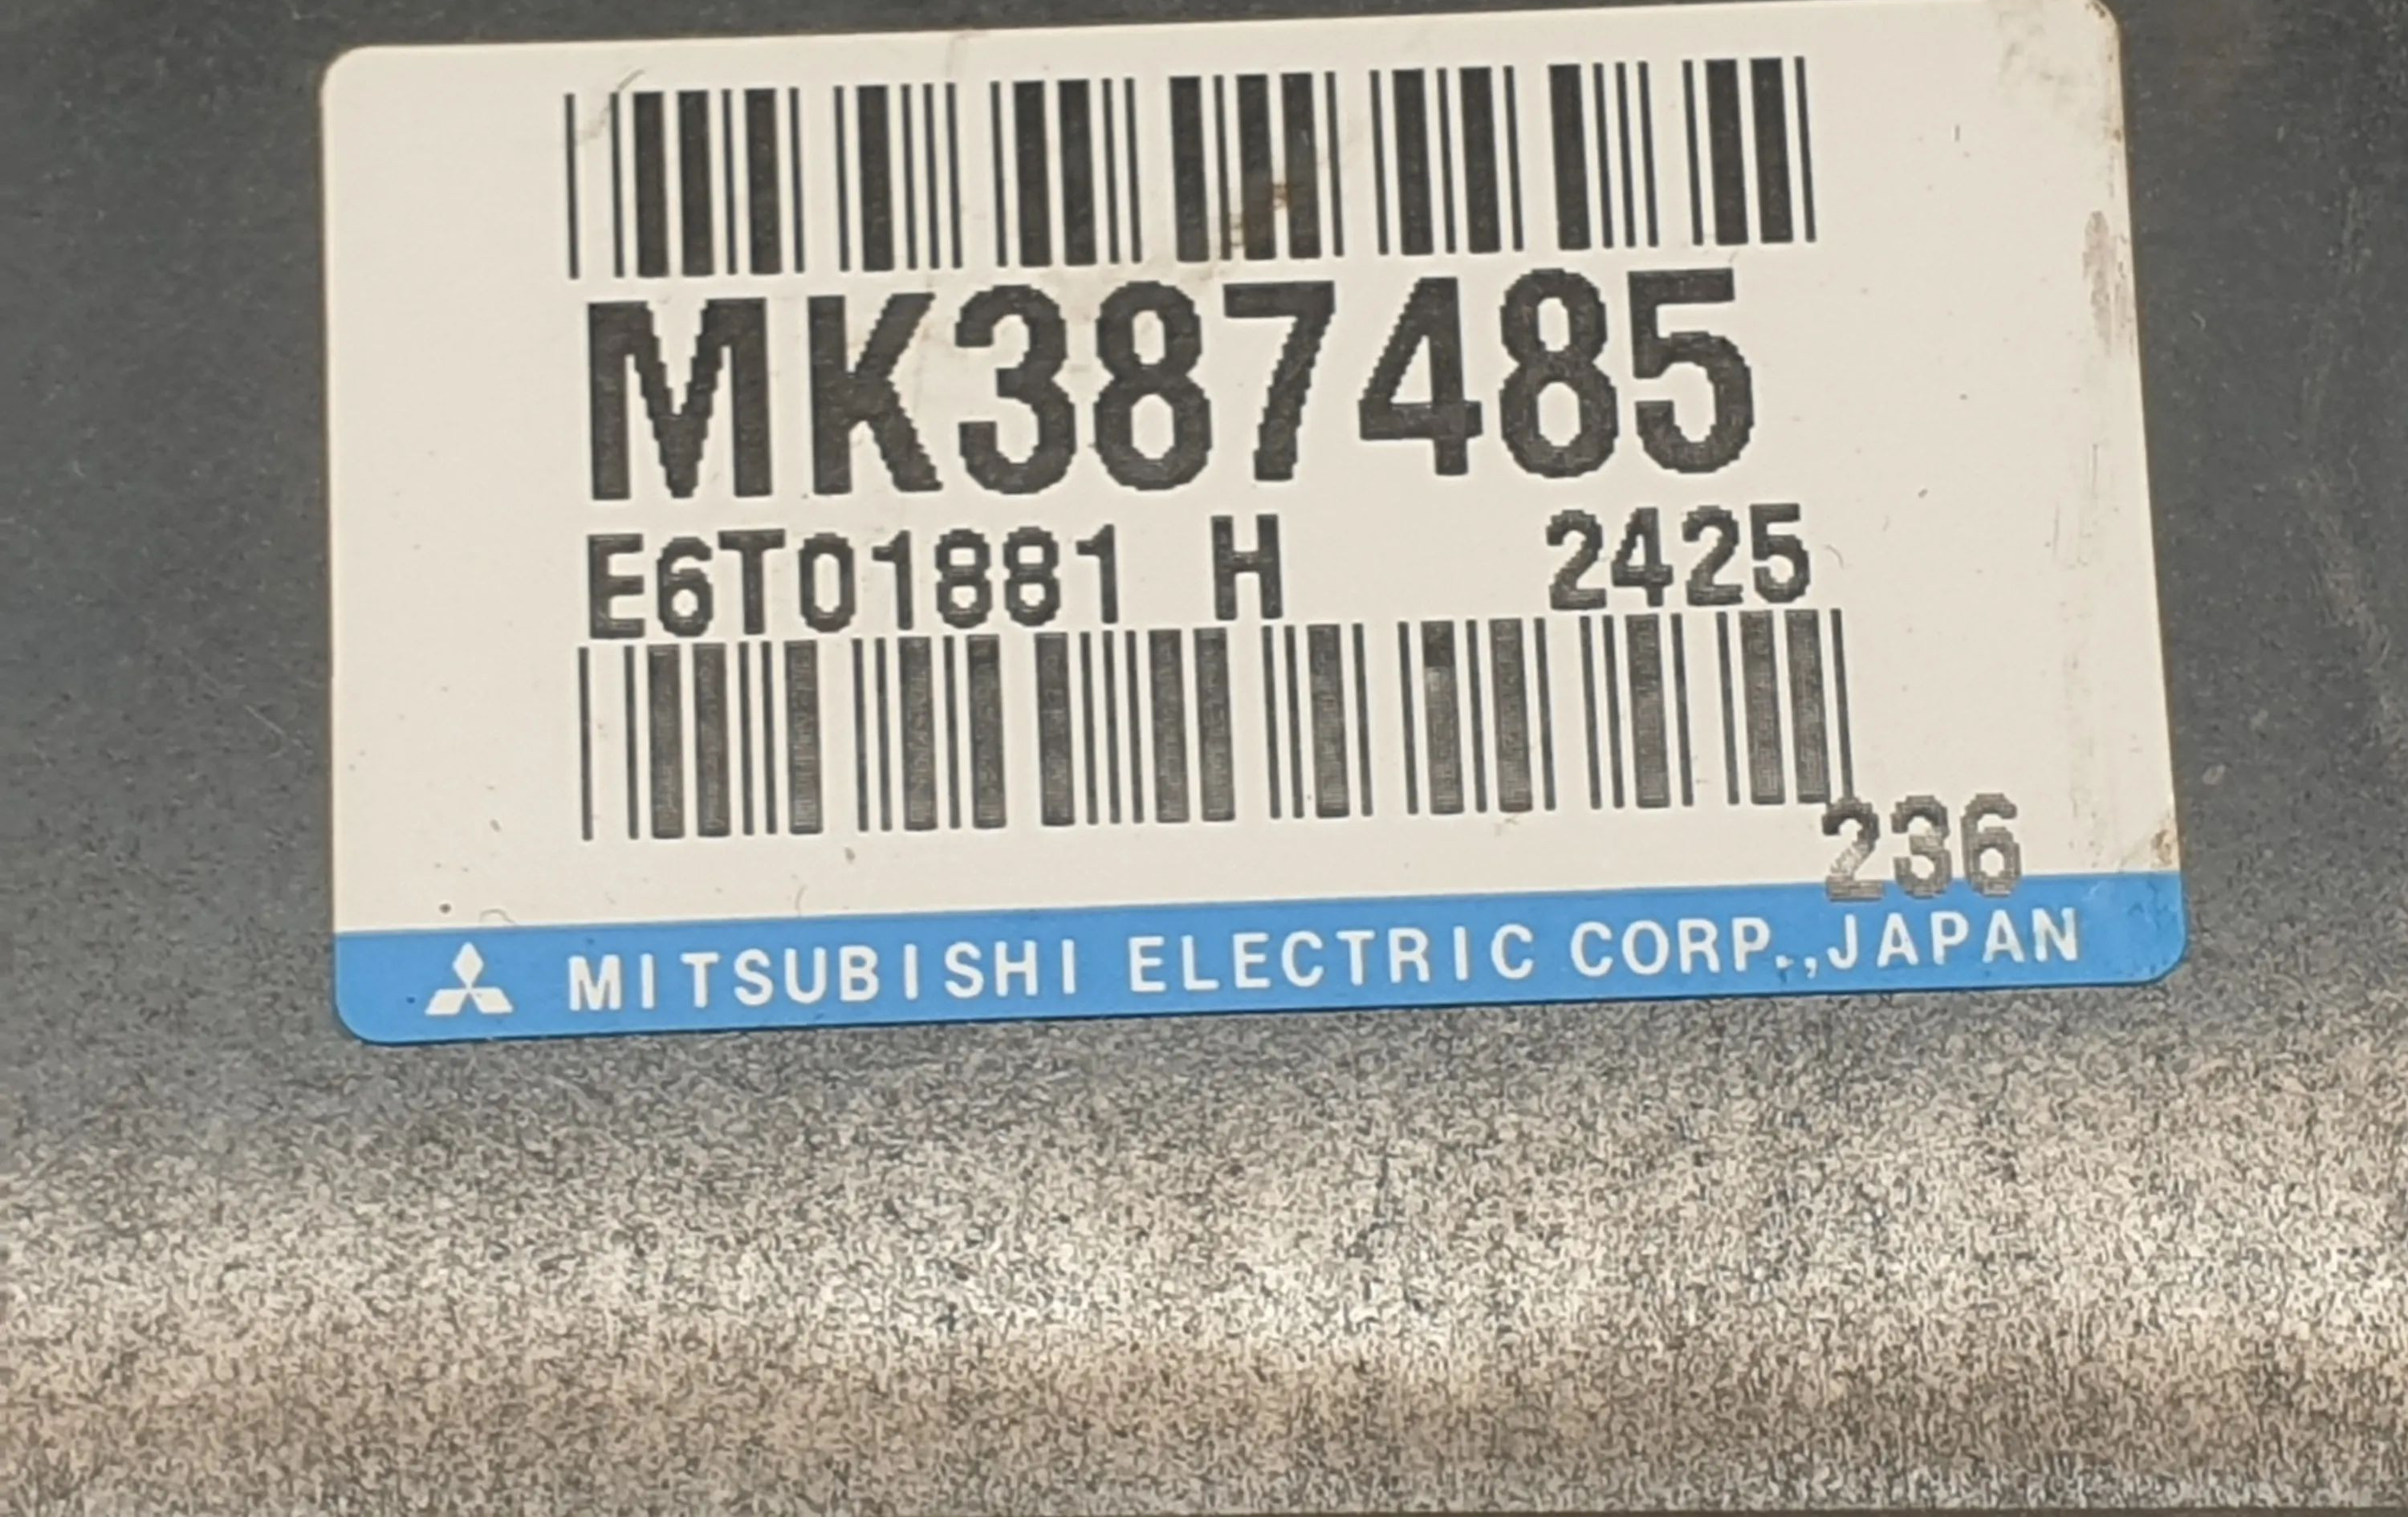 MK387485
E6T01881 H 2425
236
MITSUBISHI ELECTRIC CORP.,JAPAN